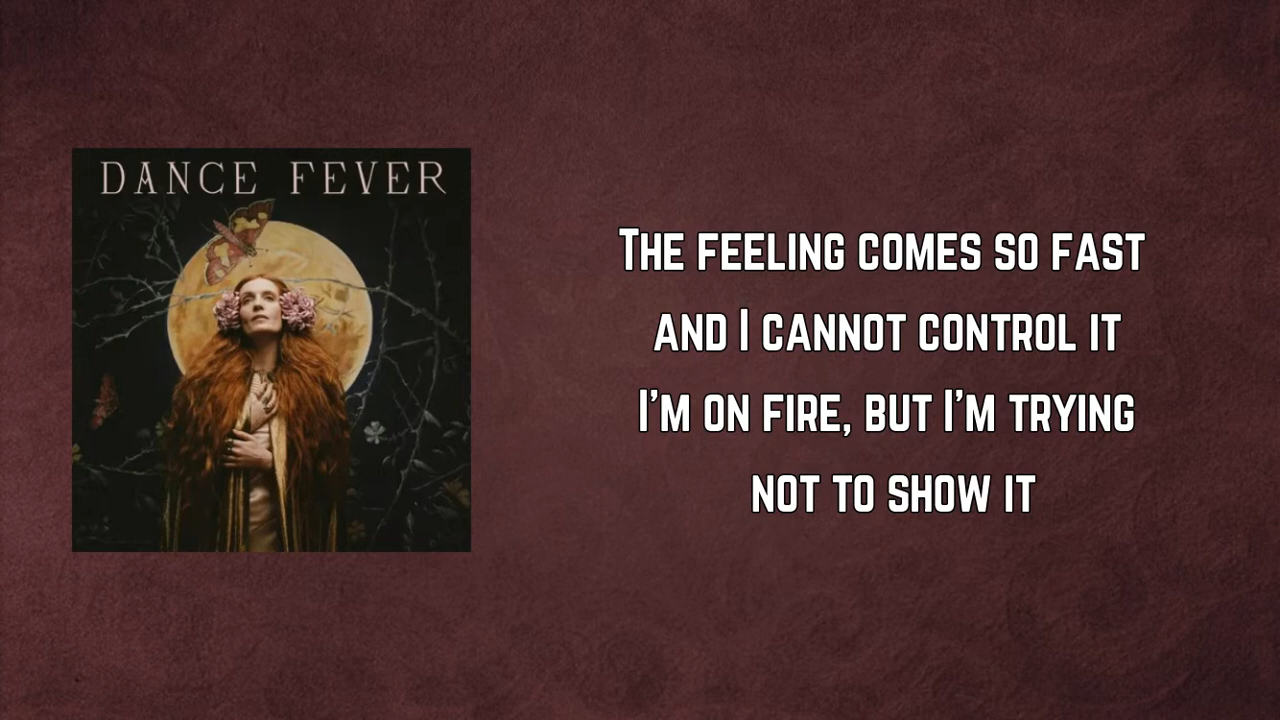 DANCE FEVER
The feeling comes so fast
and I cannot control it
I'm on fire, but I'm trying
not to show it